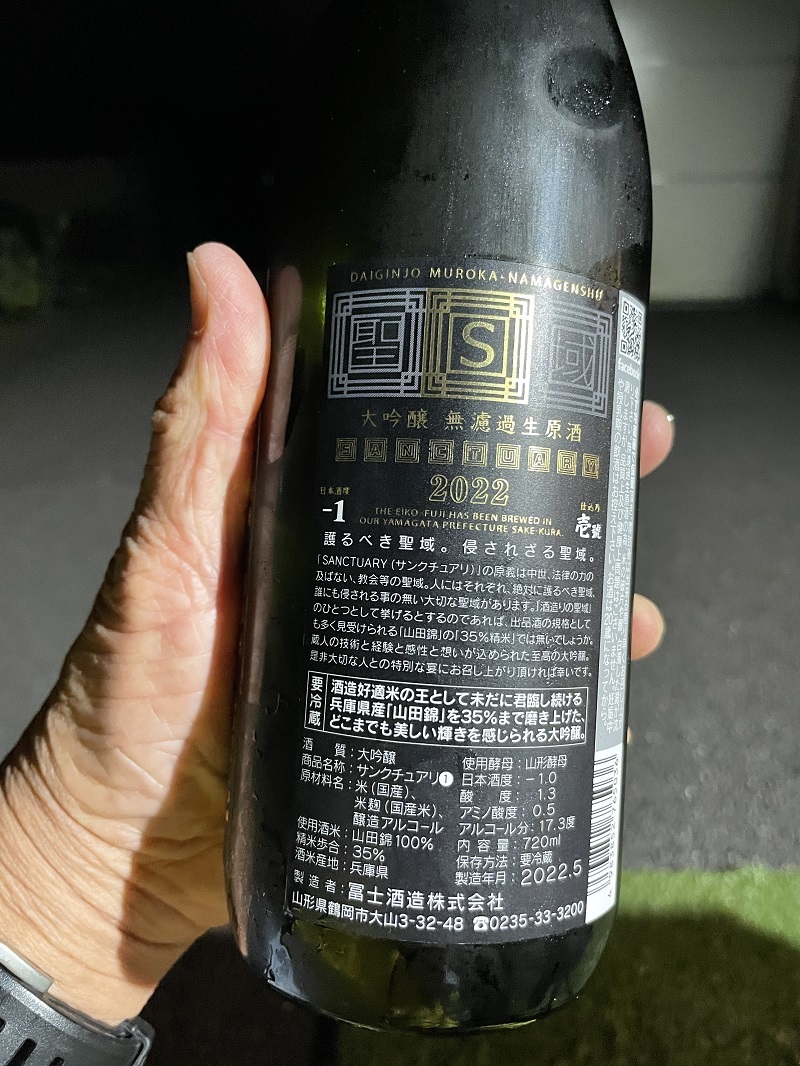 DAIGINJO MUROKA-NAMAGENSHU
聖 S 域
大吟醸 無濾過生原酒
SANCTUARY
2022
日本酒度
-1
THE EIKO-FUJI HAS BEEN BREWED IN
OUR YAMAGATA PREFECTURE SAKE-KURA.
仕込み
壱號
護るべき聖域。侵されざる聖域。
「SANCTUARY (サンクチュアリ)」の原義は中世、法律の力の
及ばない、教会等の聖域。人にはそれぞれ、絶対に護るべき聖域、
誰にも侵される事の無い大切な聖域があります。「酒造りの聖域」
のひとつとして挙げるとするのであれば、出品酒の規格として
も多く見受けられる「山田錦」の「35%精米」では無いでしょうか。
蔵人の技術と経験と感性と想いが込められた至高の大吟醸。
是非大切な人との特別な宴にお召し上がり頂ければ幸いです。
要冷蔵
酒造好適米の王として未だに君臨し続ける
兵庫県産「山田錦」を35%まで磨き上げた、
どこまでも美しい輝きを感じられる大吟醸。
酒質：大吟醸
商品名称：サンクチュアリ❶
原材料名：米(国産)、
米麹(国産米)、
醸造アルコール
使用酒米：山田錦100%
精米歩合：35%
酒米産地：兵庫県
使用酵母：山形酵母
日本酒度：-1.0
酸度：1.3
アミノ酸度：0.5
アルコール分：17.3度
内容量：720ml
保存方法：要冷蔵
製造年月：2022.5
製造者：冨士酒造株式会社
山形県鶴岡市大山3-32-48 ☎0235-33-3200
お酒は20歳になってから